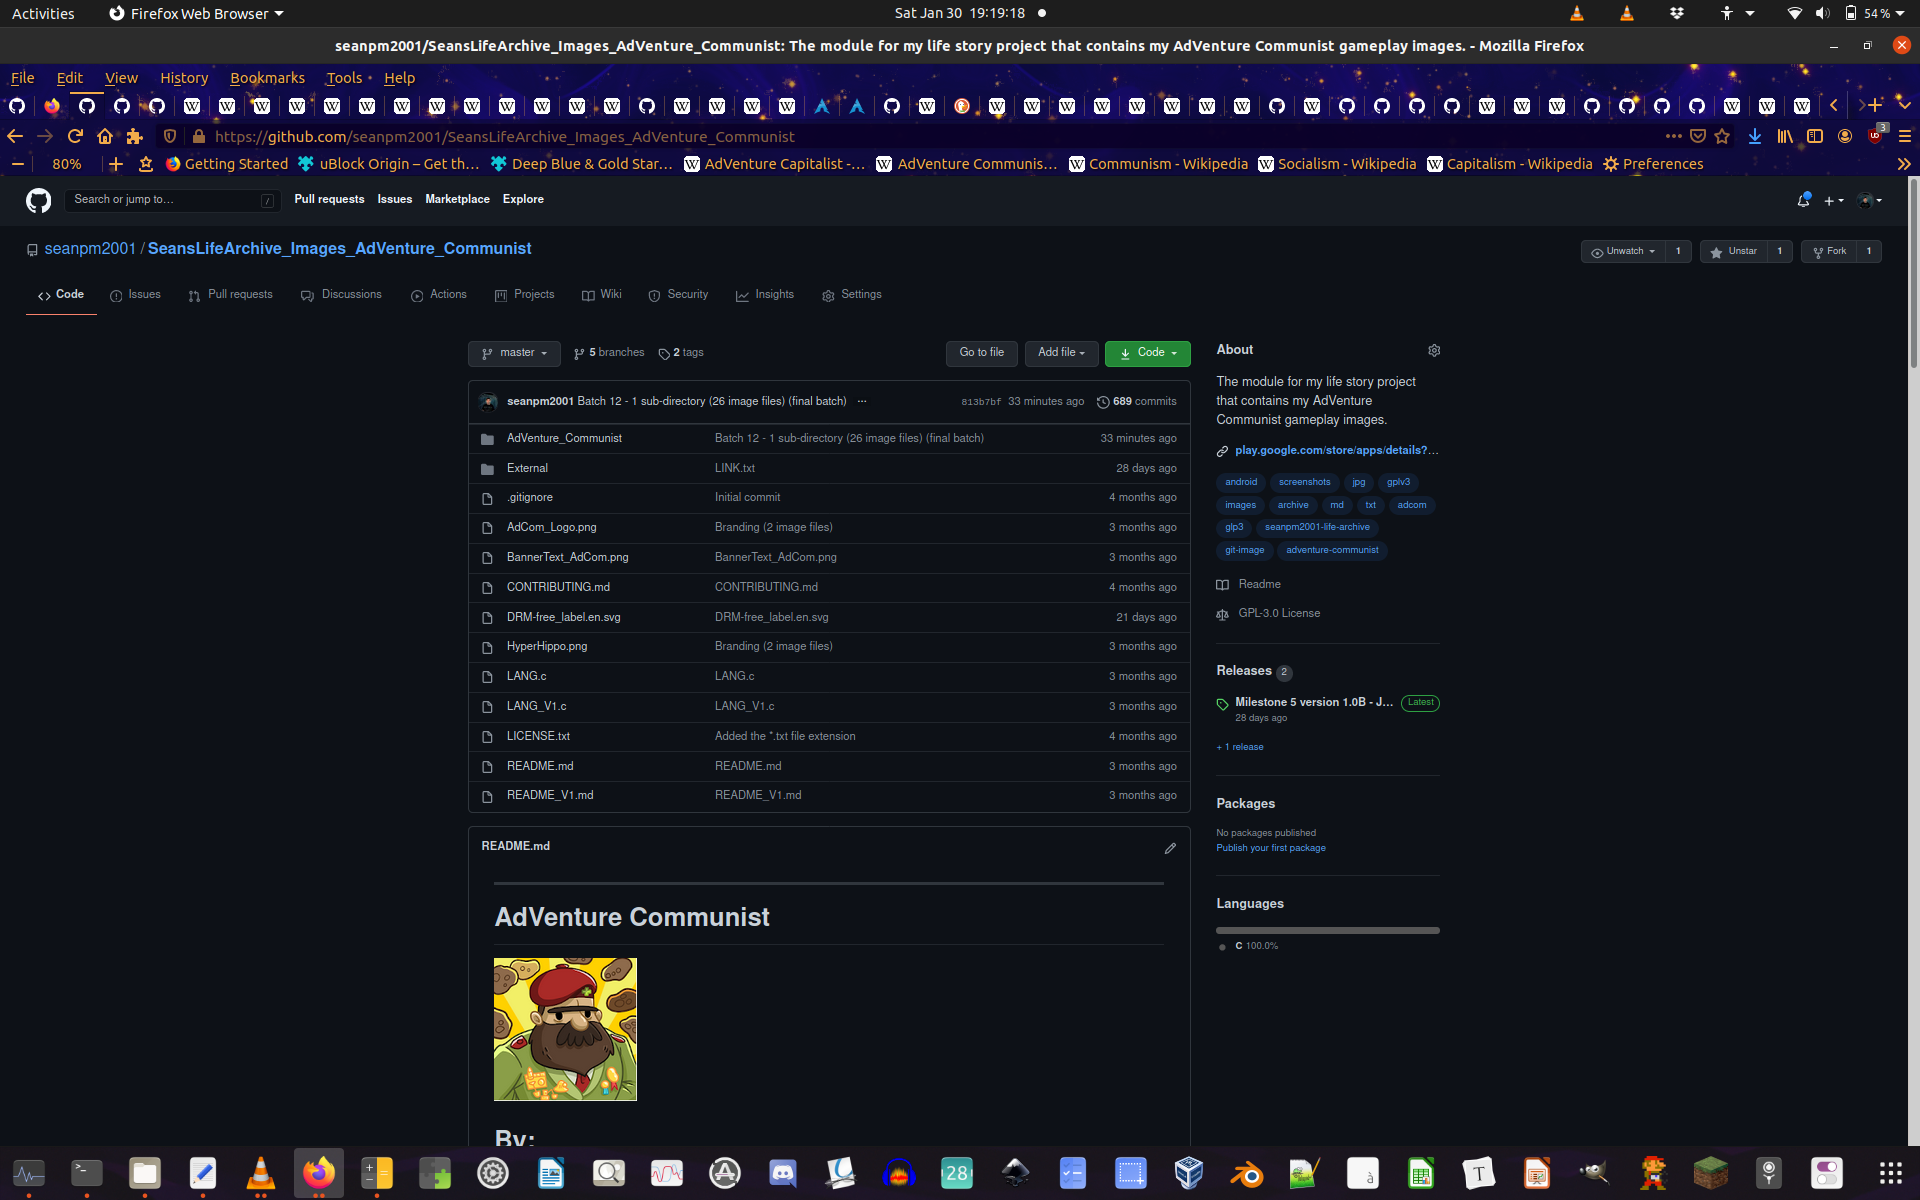 Activities Firefox Web Browser Sat Jan 30 19:19:18 54 %
seanpm2001/SeansLifeArchive_Images_AdVenture_Communist: The module for my life story project that contains my AdVenture Communist gameplay images. - Mozilla Firefox
File Edit View History Bookmarks Tools Help
https://github.com/seanpm2001/SeansLifeArchive_Images_AdVenture_Communist 3
80% Getting Started uBlock Origin – Get th… Deep Blue & Gold Star… AdVenture Capitalist -… AdVenture Communis… Communism - Wikipedia Socialism - Wikipedia Capitalism - Wikipedia Preferences
Search or jump to… / Pull requests Issues Marketplace Explore
seanpm2001 / SeansLifeArchive_Images_AdVenture_Communist Unwatch 1 Unstar 1 Fork 1
Code Issues Pull requests Discussions Actions Projects Wiki Security Insights Settings
master 5 branches 2 tags Go to file Add file Code
seanpm2001 Batch 12 - 1 sub-directory (26 image files) (final batch) ... 813b7bf 33 minutes ago 689 commits
AdVenture_Communist Batch 12 - 1 sub-directory (26 image files) (final batch) 33 minutes ago
External LINK.txt 28 days ago
.gitignore Initial commit 4 months ago
AdCom_Logo.png Branding (2 image files) 3 months ago
BannerText_AdCom.png BannerText_AdCom.png 3 months ago
CONTRIBUTING.md CONTRIBUTING.md 4 months ago
DRM-free_label.en.svg DRM-free_label.en.svg 21 days ago
HyperHippo.png Branding (2 image files) 3 months ago
LANG.c LANG.c 3 months ago
LANG_V1.c LANG_V1.c 3 months ago
LICENSE.txt Added the *.txt file extension 4 months ago
README.md README.md 3 months ago
README_V1.md README_V1.md 3 months ago
README.md
AdVenture Communist
By:
About
The module for my life story project
that contains my AdVenture
Communist gameplay images.
play.google.com/store/apps/details?…
android screenshots jpg gplv3
images archive md txt adcom
glp3 seanpm2001-life-archive
git-image adventure-communist
Readme
GPL-3.0 License
Releases 2
Milestone 5 version 1.0B - J… Latest
28 days ago
+ 1 release
Packages
No packages published
Publish your first package
Languages
C 100.0%
28